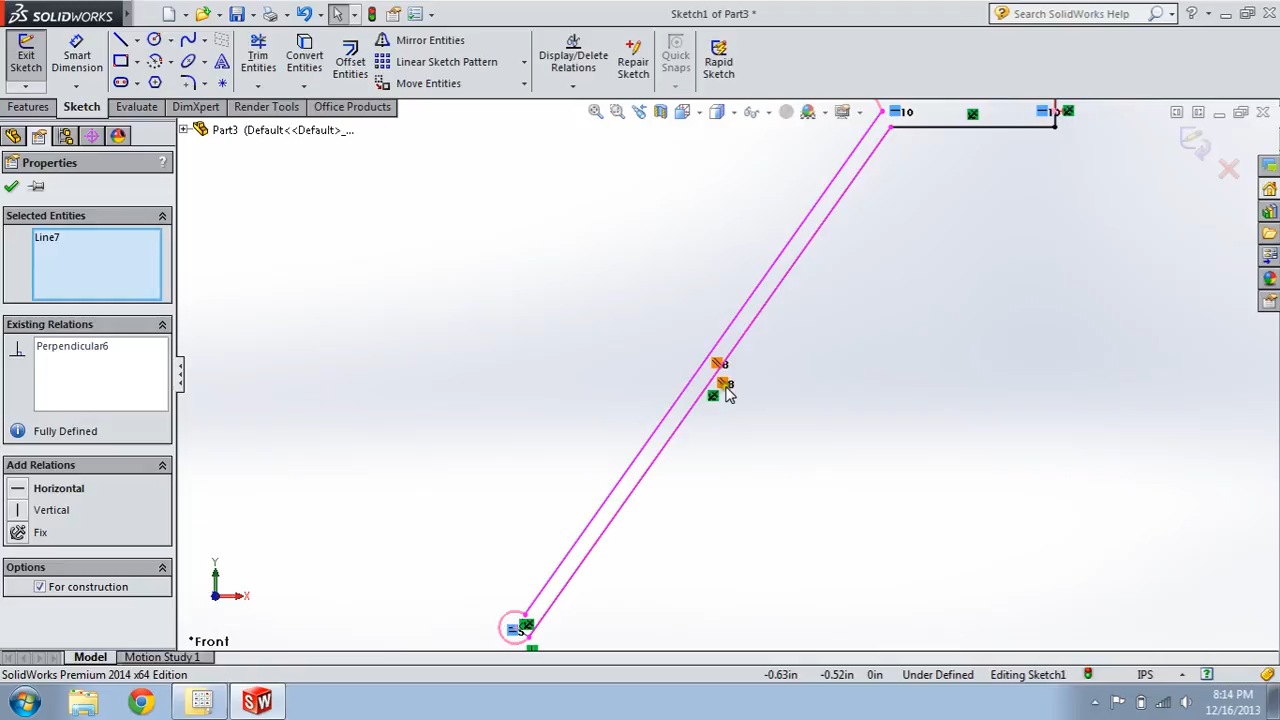 SOLIDWORKS
Sketch1 of Part3 *
Search SolidWorks Help
Exit Sketch
Smart Dimension
Trim Entities
Convert Entities
Offset Entities
Mirror Entities
Linear Sketch Pattern
Move Entities
Display/Delete Relations
Repair Sketch
Quick Snaps
Rapid Sketch
Features
Sketch
Evaluate
DimXpert
Render Tools
Office Products
Part3 (Default<<Default>_...
10
Properties
?
Selected Entities
Line7
Existing Relations
Perpendicular6
Fully Defined
Add Relations
Horizontal
Vertical
Fix
Options
For construction
8
8
Y
X
*Front
Model
Motion Study 1
SolidWorks Premium 2014 x64 Edition
-0.63in
-0.52in
0in
Under Defined
Editing Sketch1
IPS
8:14 PM
12/16/2013